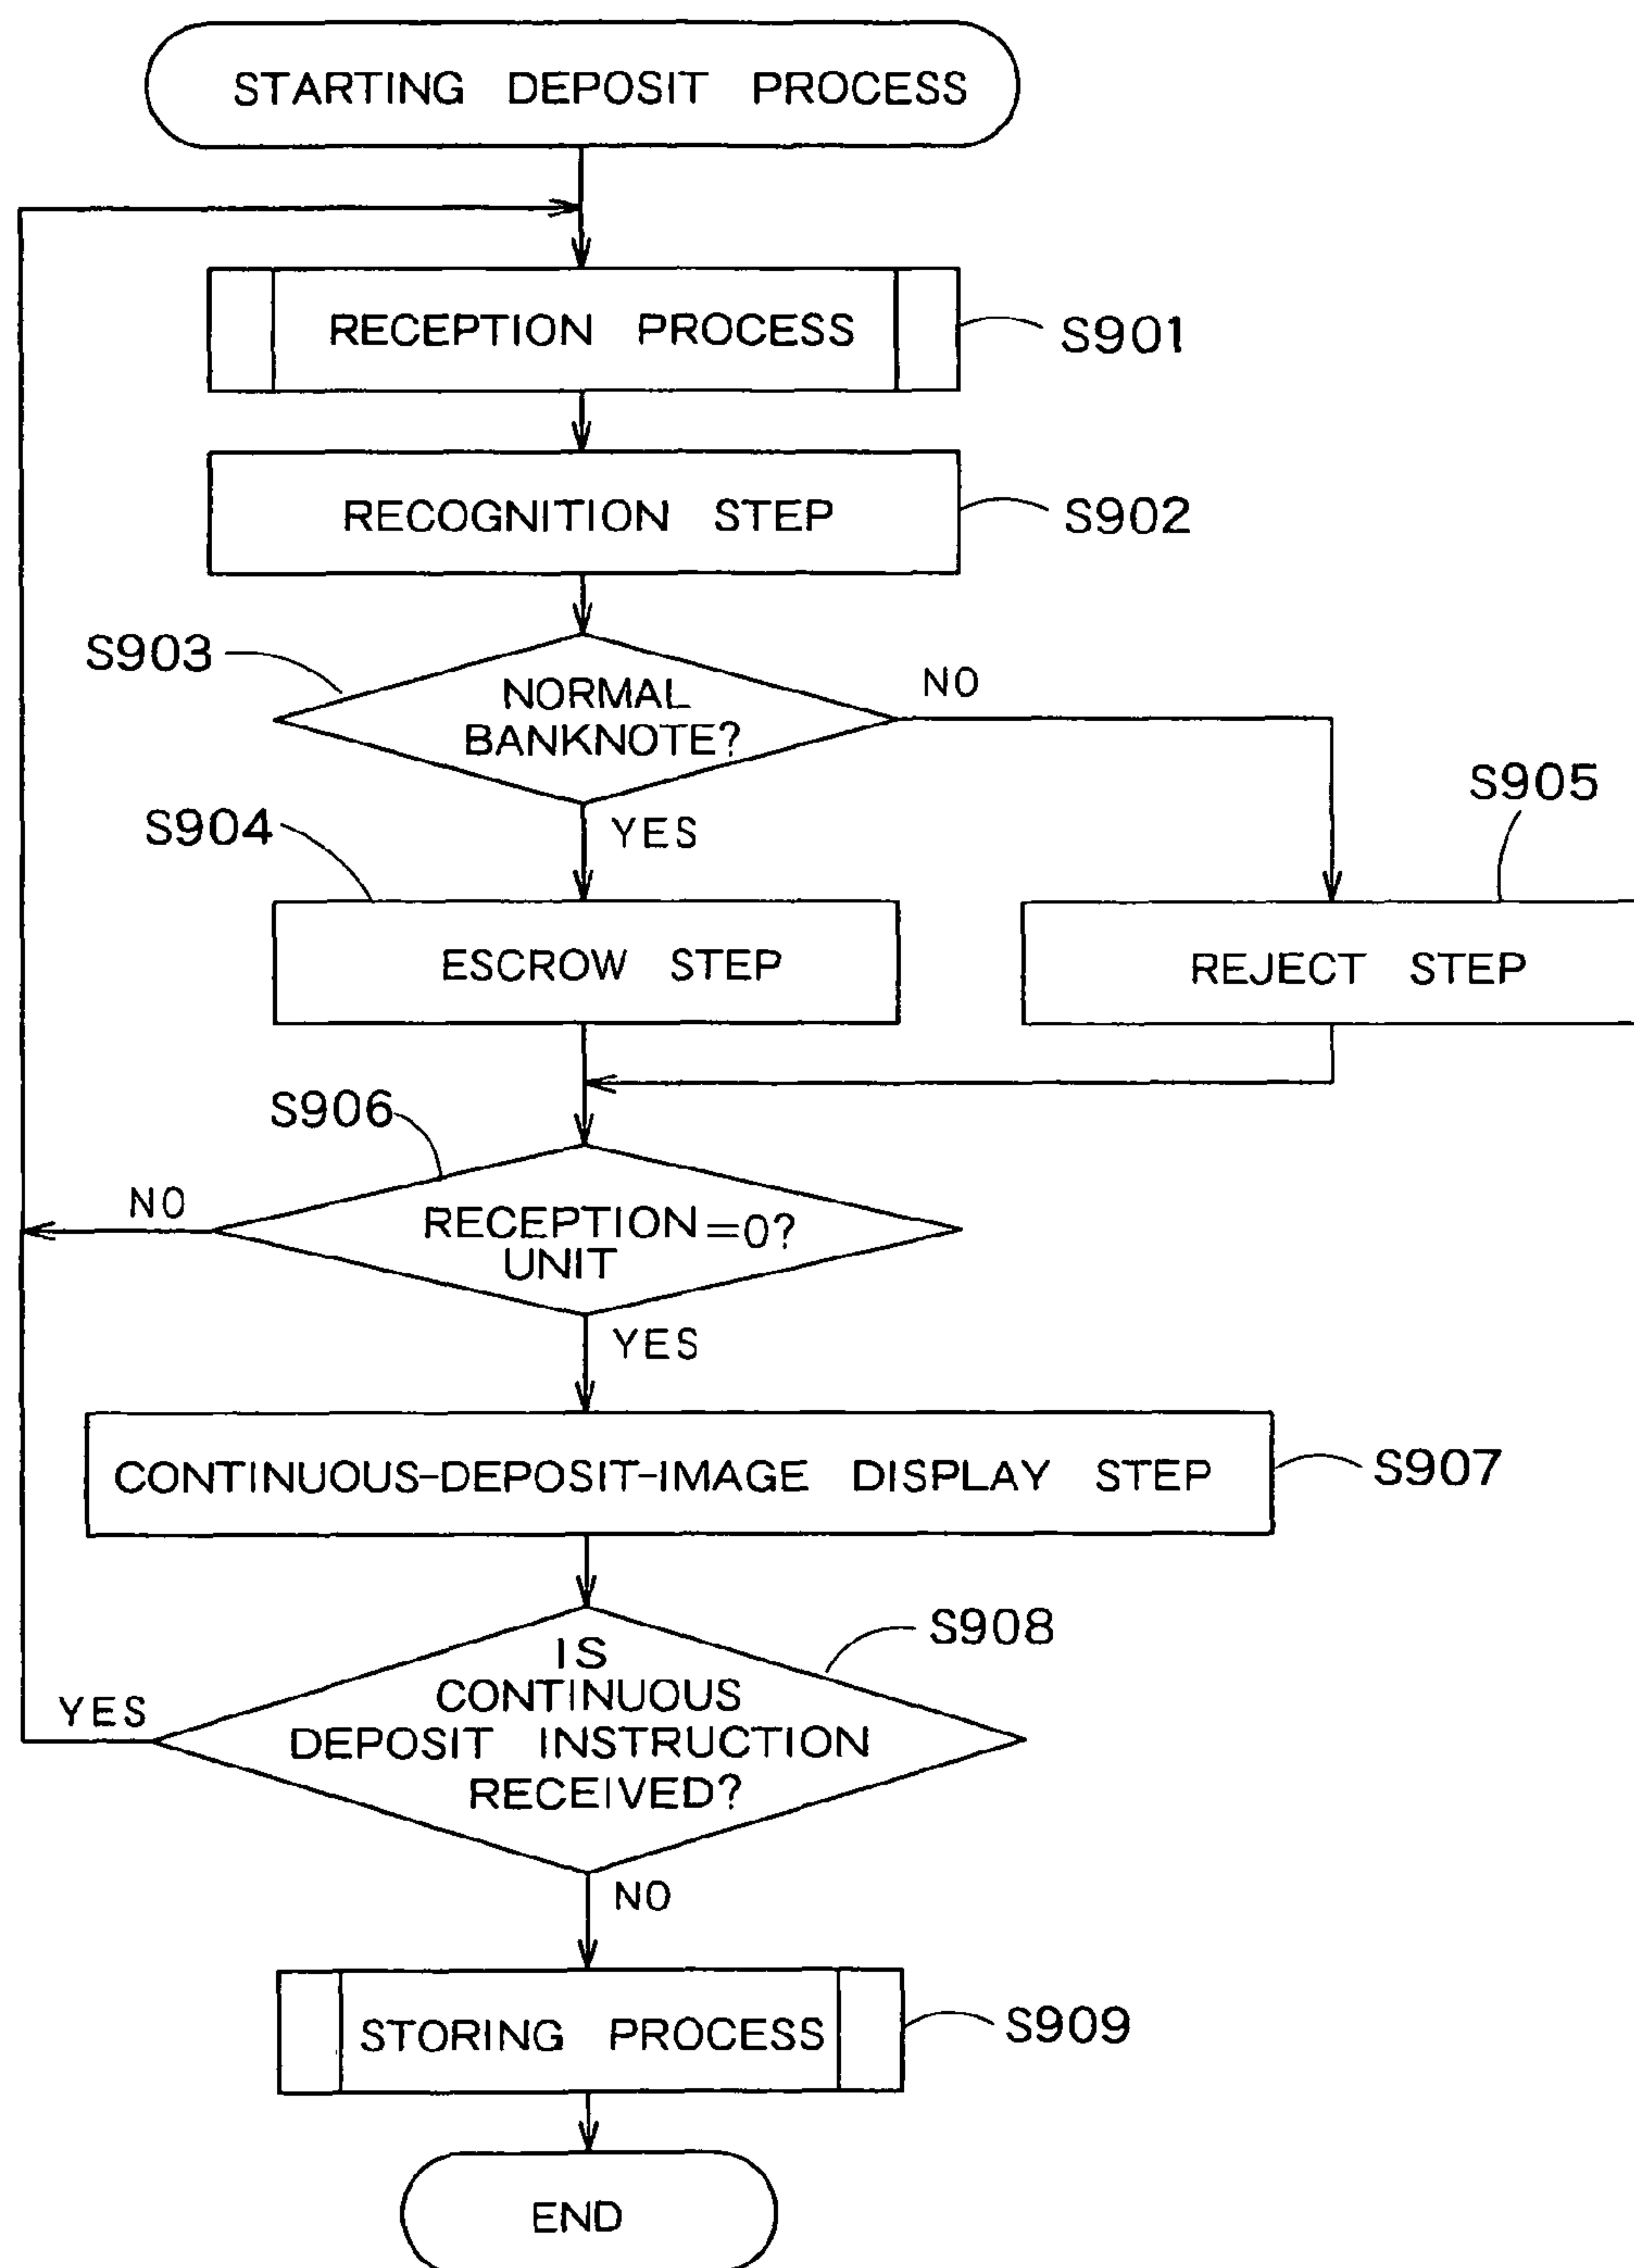 STARTING DEPOSIT PROCESS
RECEPTION PROCESS
S901
RECOGNITION STEP
S902
S903
NORMAL
BANKNOTE?
NO
YES
S904
S905
ESCROW STEP
REJECT STEP
S906
NO
RECEPTION =0?
UNIT
YES
CONTINUOUS-DEPOSIT-IMAGE DISPLAY STEP
S907
S908
IS
CONTINUOUS
DEPOSIT INSTRUCTION
RECEIVED?
YES
NO
STORING PROCESS
S909
END